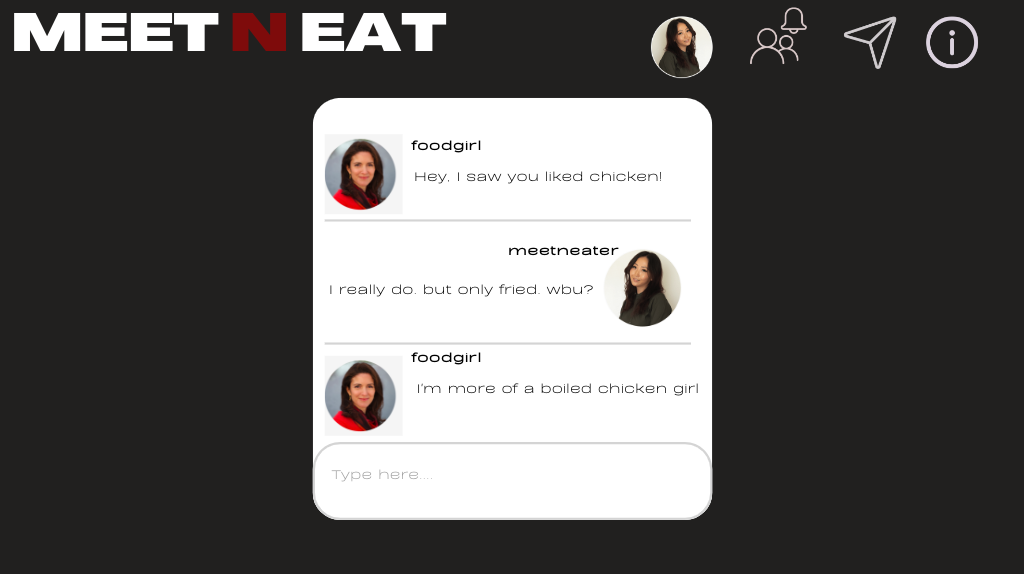 MEET N EAT
foodgirl
Hey, I saw you liked chicken!
meetneater
I really do. but only fried. wbu?
foodgirl
I'm more of a boiled chicken girl
Type here....